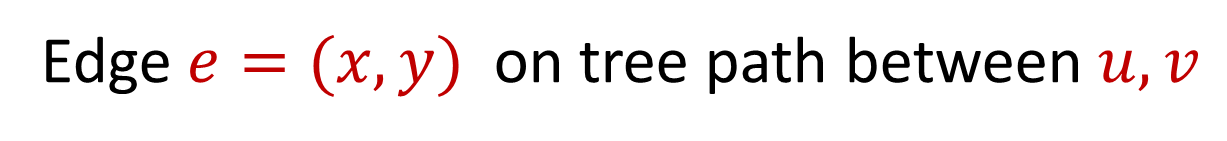 Edge e = (x, y) on tree path between u, v